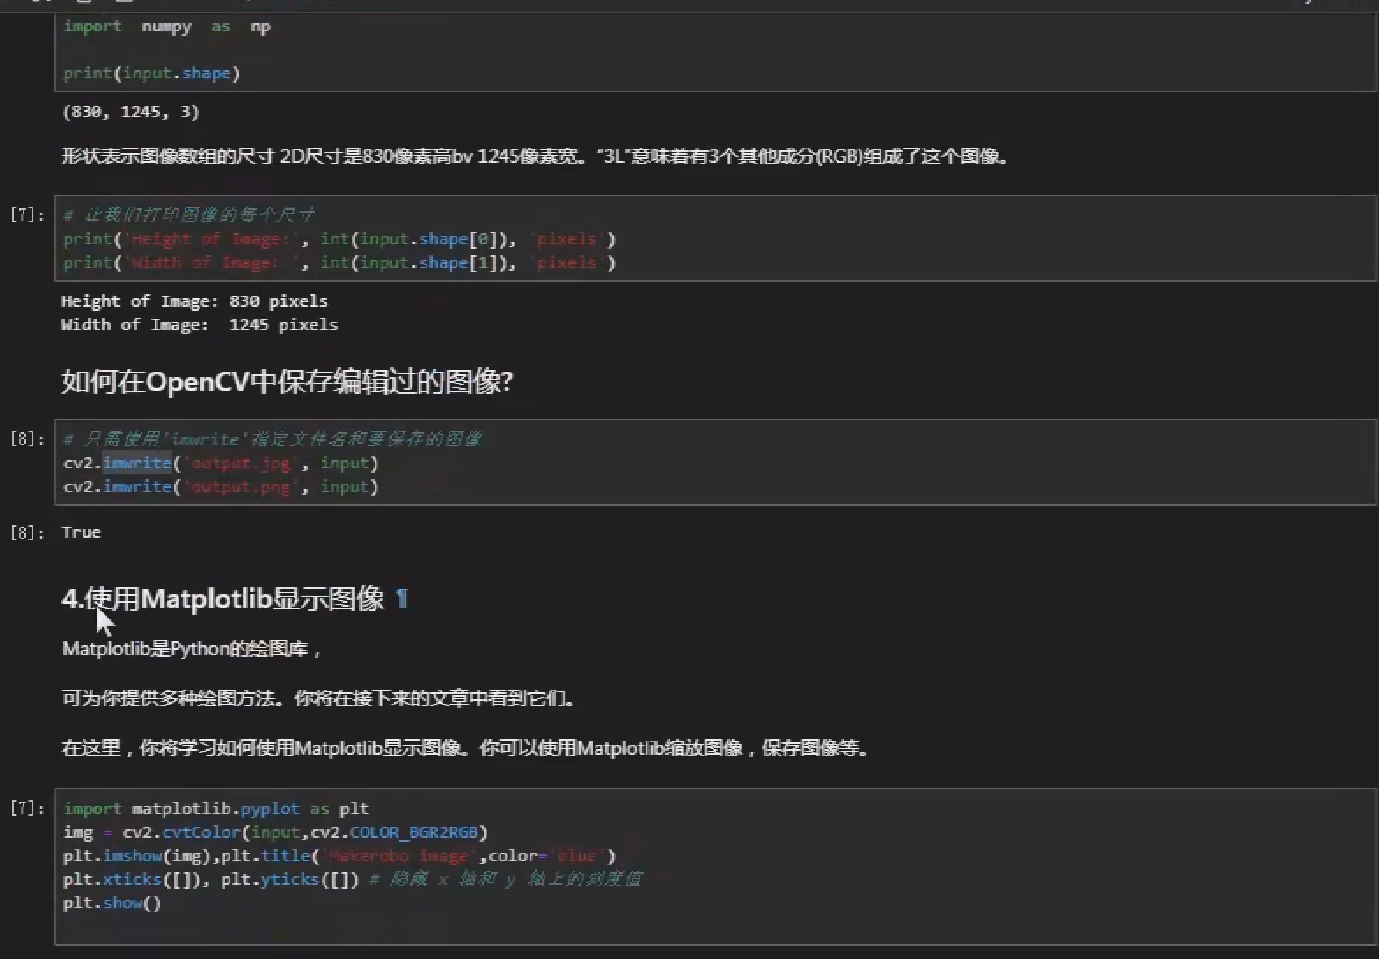 import numpy as np
print(input.shape)
(830, 1245, 3)
形状表示图像数组的尺寸 2D尺寸是830像素高bv 1245像素宽。“3L”意味着有3个其他成分(RGB)组成了这个图像。
[7]:
# 让我们打印图像的每个尺寸
print('Height of Image:', int(input.shape[0]), 'pixels')
print('Width of Image: ', int(input.shape[1]), 'pixels')
Height of Image: 830 pixels
Width of Image:  1245 pixels
如何在OpenCV中保存编辑过的图像?
[8]:
# 只需使用'imwrite'指定文件名和要保存的图像
cv2.imwrite('output.jpg', input)
cv2.imwrite('output.png', input)
[8]: True
4.使用Matplotlib显示图像 ¶
Matplotlib是Python的绘图库，
可为你提供多种绘图方法。你将在接下来的文章中看到它们。
在这里，你将学习如何使用Matplotlib显示图像。你可以使用Matplotlib缩放图像，保存图像等。
[7]:
import matplotlib.pyplot as plt
img = cv2.cvtColor(input,cv2.COLOR_BGR2RGB)
plt.imshow(img),plt.title('Makerobo image',color='blue')
plt.xticks([]), plt.yticks([]) # 隐藏 x 轴和 y 轴上的刻度值
plt.show()